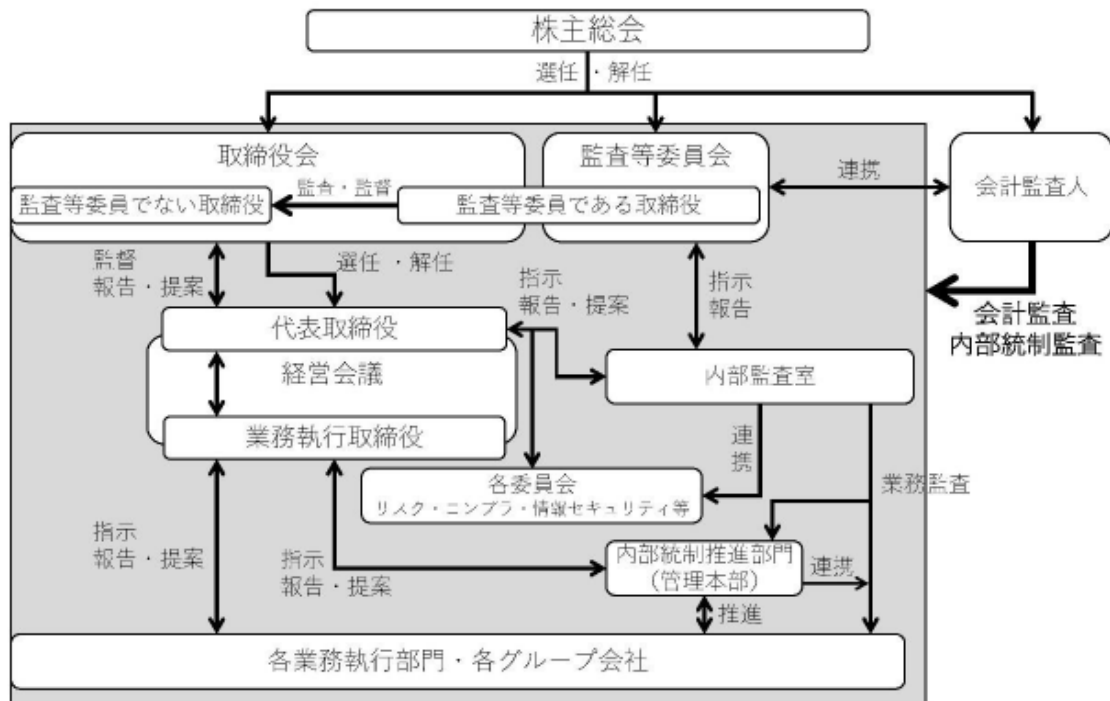 株主総会
選任・解任
取締役会
監査等委員会
監査・監督
連携
会計監査人
監査等委員でない取締役
監査等委員である取締役
監督
報告・提案
選任・解任
指示
報告・提案
指示
報告
会計監査
内部統制監査
代表取締役
経営会議
内部監査室
業務執行取締役
連
携
各委員会
リスク・コンプラ・情報セキュリティ等
業務監査
指示
報告・提案
指示
報告・提案
内部統制推進部門
(管理本部)
連携
推進
各業務執行部門・各グループ会社